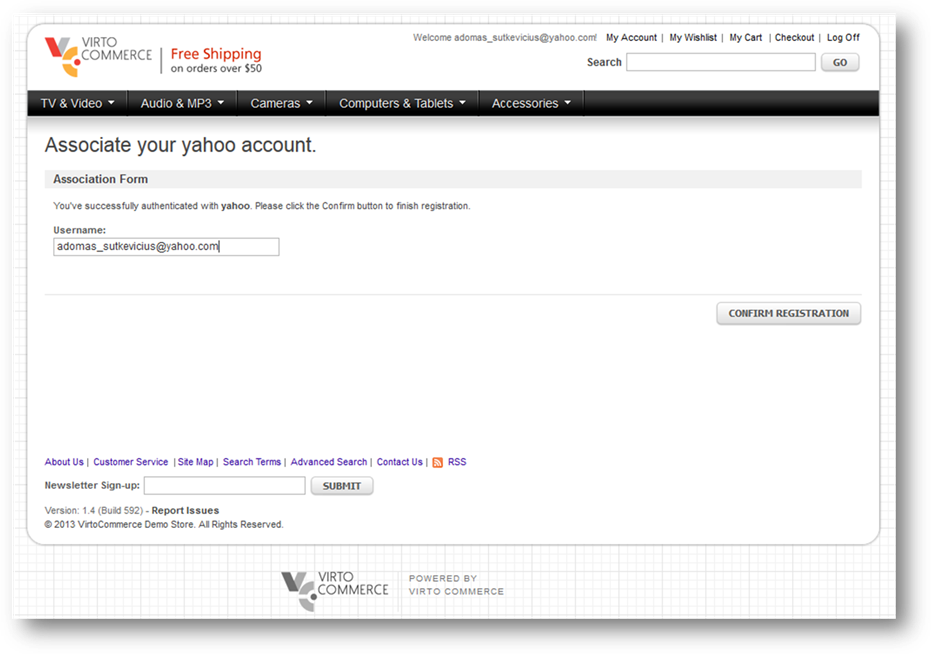 VIRTO
COMMERCE
Free Shipping
on orders over $50
Welcome adomas_sutkevicius@yahoo.com! My Account | My Wishlist | My Cart | Checkout | Log Off
Search GO
TV & Video Audio & MP3 Cameras Computers & Tablets Accessories
Associate your yahoo account.
Association Form
You've successfully authenticated with yahoo. Please click the Confirm button to finish registration.
Username:
adomas_sutkevicius@yahoo.com
CONFIRM REGISTRATION
About Us | Customer Service | Site Map | Search Terms | Advanced Search | Contact Us | RSS
Newsletter Sign-up: SUBMIT
Version: 1.4 (Build 592) - Report Issues
© 2013 VirtoCommerce Demo Store. All Rights Reserved.
VIRTO
COMMERCE
POWERED BY
VIRTO COMMERCE